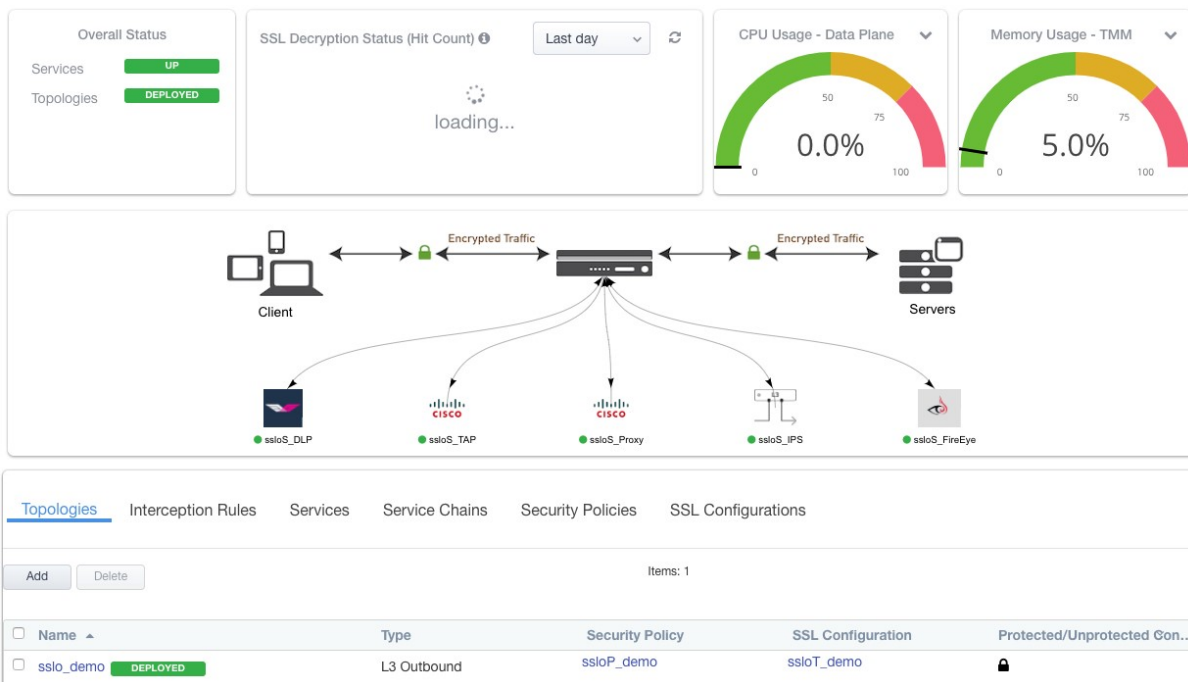 Overall Status
Services UP
Topologies DEPLOYED
SSL Decryption Status (Hit Count)
Last day
loading...
CPU Usage - Data Plane
50
75
0.0%
0
100
Memory Usage - TMM
50
75
5.0%
0
100
Encrypted Traffic
Encrypted Traffic
Client
Servers
CISCO
CISCO
L3
ssloS_DLP
ssloS_TAP
ssloS_Proxy
ssloS_IPS
ssloS_FireEye
Topologies Interception Rules Services Service Chains Security Policies SSL Configurations
Add Delete Items: 1
Name Type Security Policy SSL Configuration Protected/Unprotected Con...
sslo_demo DEPLOYED L3 Outbound ssloP_demo ssloT_demo